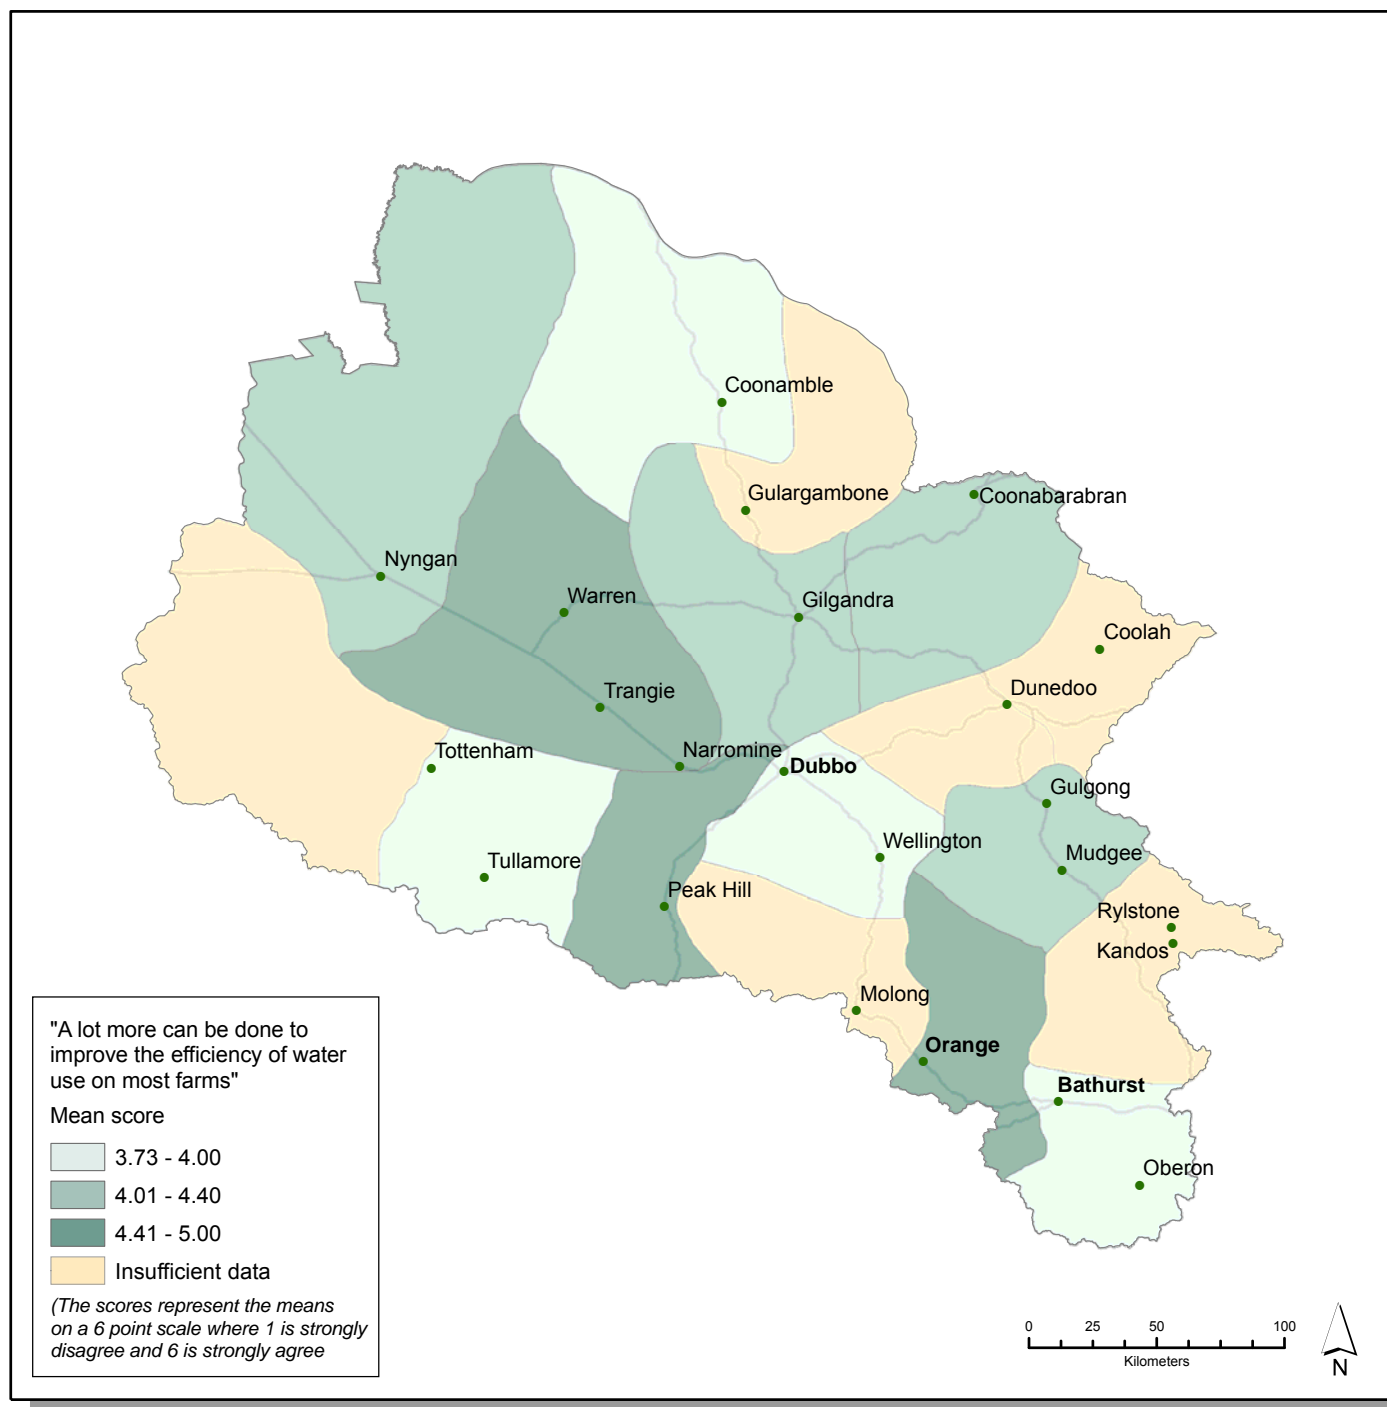 Coonamble
Gulargambone
Coonabarabran
Nyngan
Warren
Gilgandra
Coolah
Trangie
Dunedoo
Tottenham
Narromine
Dubbo
Gulgong
Tullamore
Wellington
Mudgee
Peak Hill
Rylstone
Kandos
Molong
Orange
Bathurst
Oberon
"A lot more can be done to
improve the efficiency of water
use on most farms"
Mean score
3.73 - 4.00
4.01 - 4.40
4.41 - 5.00
Insufficient data
(The scores represent the means
on a 6 point scale where 1 is strongly
disagree and 6 is strongly agree
0 25 50 100
Kilometers
N